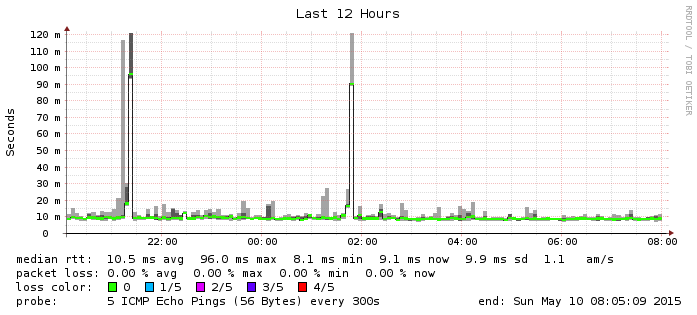 Last 12 Hours
RRDTOOL / TOBI OETIKER
Seconds
120 m
110 m
100 m
90 m
80 m
70 m
60 m
50 m
40 m
30 m
20 m
10 m
0
22:00 00:00 02:00 04:00 06:00 08:00
median rtt: 10.5 ms avg 96.0 ms max 8.1 ms min 9.1 ms now 9.9 ms sd 1.1 am/s
packet loss: 0.00 % avg 0.00 % max 0.00 % min 0.00 % now
loss color: 0 1/5 2/5 3/5 4/5
probe: 5 ICMP Echo Pings (56 Bytes) every 300s end: Sun May 10 08:05:09 2015